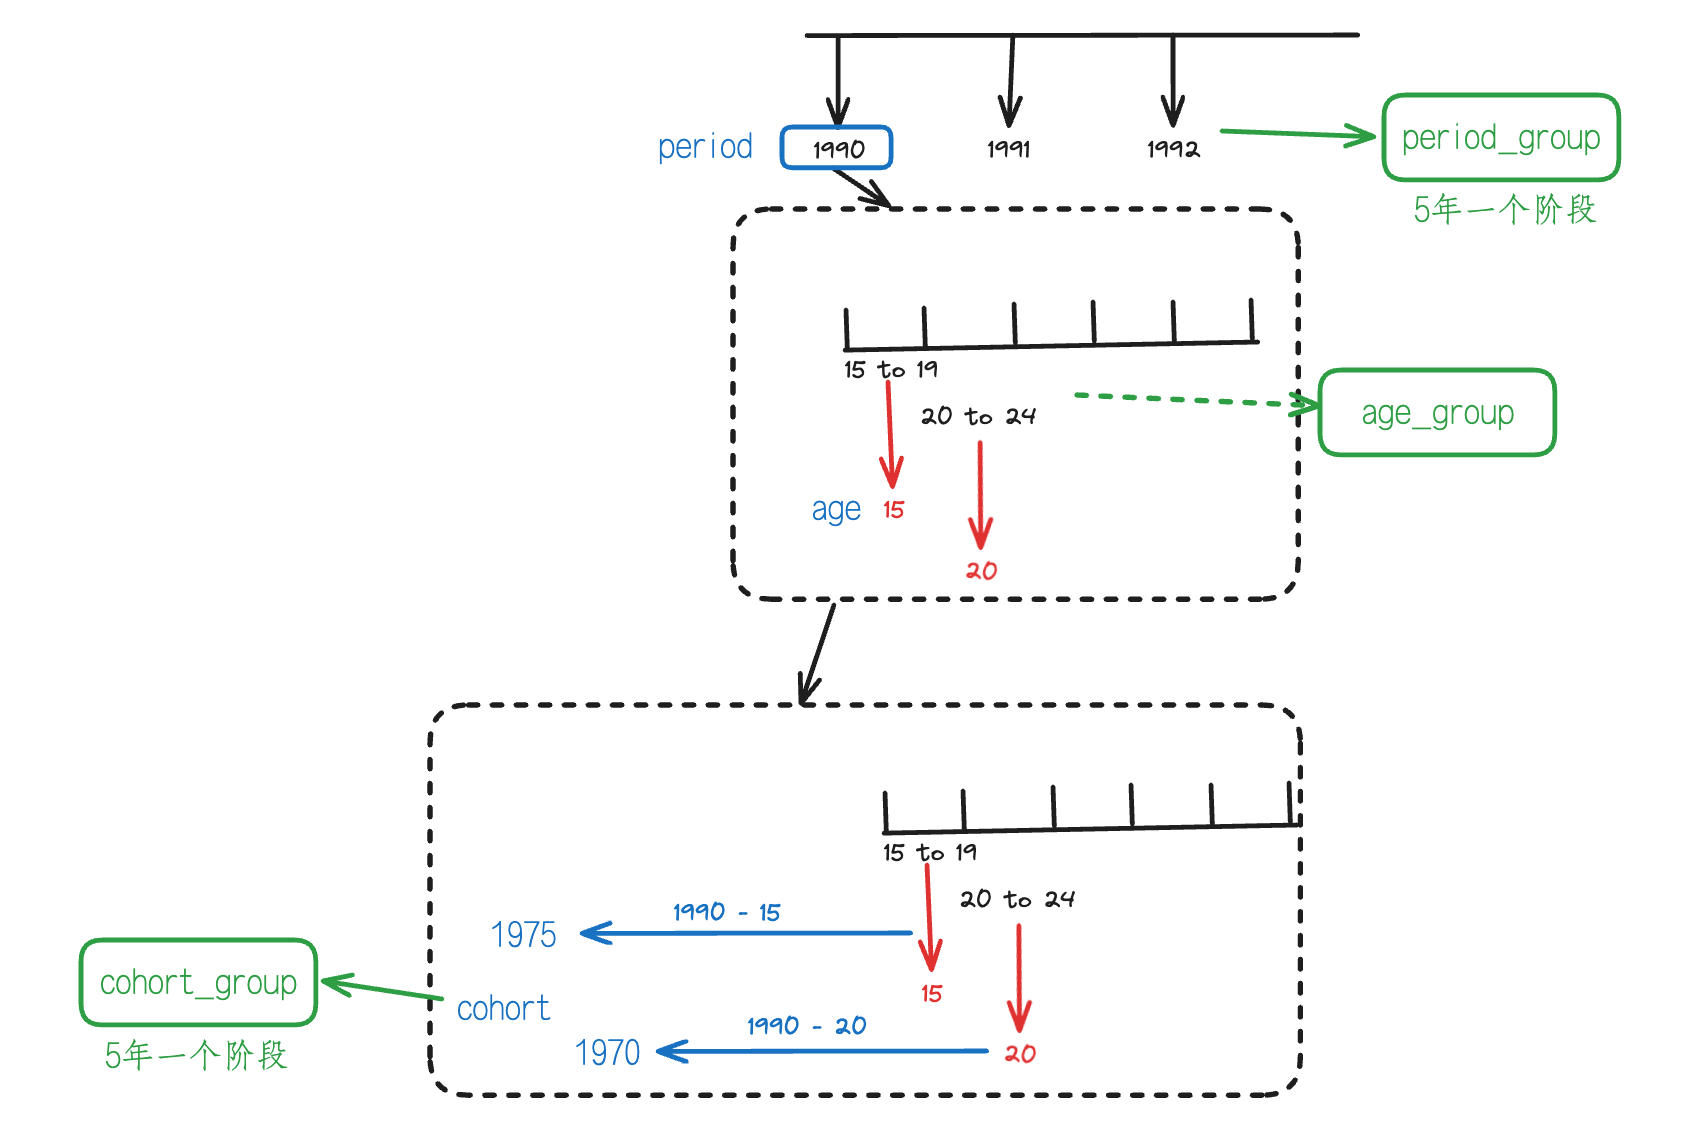 period
1990
1991
1992
period_group
5年一个阶段
15 to 19
20 to 24
age_group
age
15
20
15 to 19
20 to 24
1990 - 15
1975
15
cohort_group
cohort
1990 - 20
1970
20
5年一个阶段